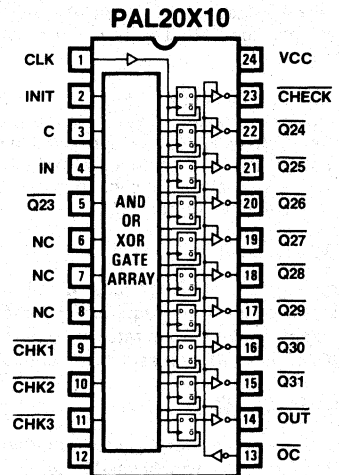 PAL20X10
CLK 1 24 VCC
INIT 2 23 CHECK
C 3 22 Q24
IN 4 21 Q25
Q23 5 20 Q26
NC 6 19 Q27
NC 7 18 Q28
NC 8 17 Q29
CHK1 9 16 Q30
CHK2 10 15 Q31
CHK3 11 14 OUT
12 13 OC
AND
OR
XOR
GATE
ARRAY